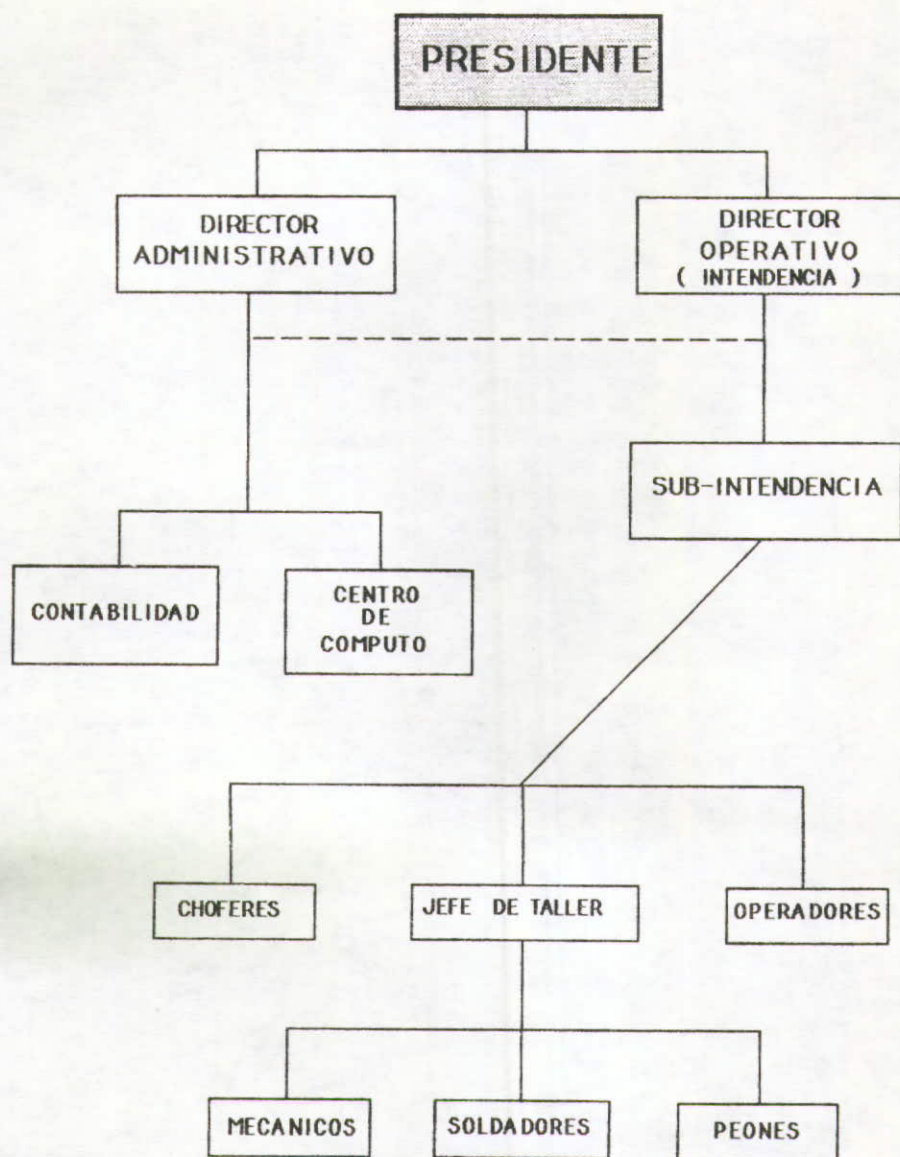 PRESIDENTE
DIRECTOR
ADMINISTRATIVO
DIRECTOR
OPERATIVO
( INTENDENCIA )
SUB-INTENDENCIA
CONTABILIDAD
CENTRO
DE
COMPUTO
CHOFERES
JEFE DE TALLER
OPERADORES
MECANICOS
SOLDADORES
PEONES